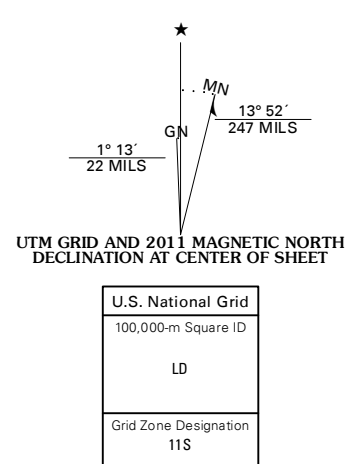 ★
MN
GN
13° 52´
247 MILS
1° 13´
22 MILS
UTM GRID AND 2011 MAGNETIC NORTH
DECLINATION AT CENTER OF SHEET
U.S. National Grid
100,000-m Square ID
LD
Grid Zone Designation
11S